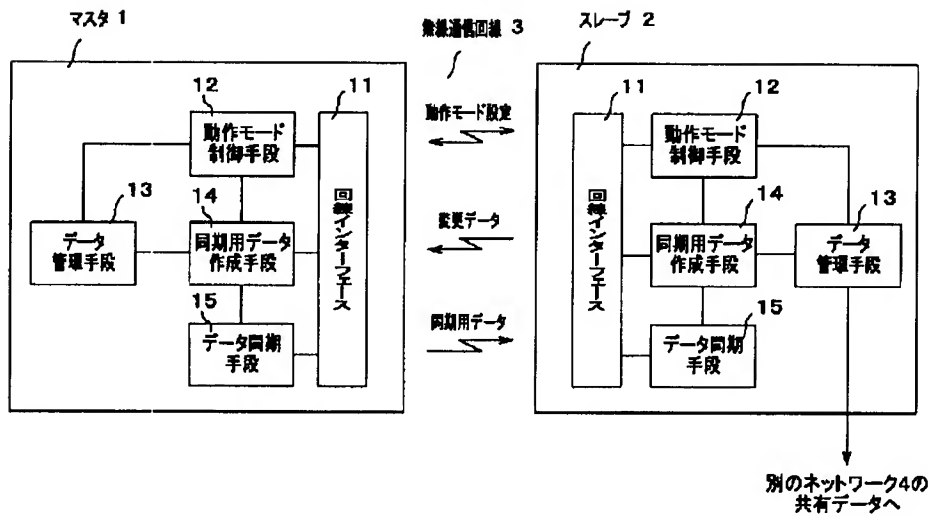 マスタ 1
無線通信回線 3
スレーブ 2
12
動作モード
制御手段
11
回線インターフェース
13
データ
管理手段
14
同期用データ
作成手段
15
データ同期
手段
動作モード設定
変更データ
同期用データ
11
回線インターフェース
12
動作モード
制御手段
14
同期用データ
作成手段
13
データ
管理手段
15
データ同期
手段
別のネットワーク4の
共有データへ